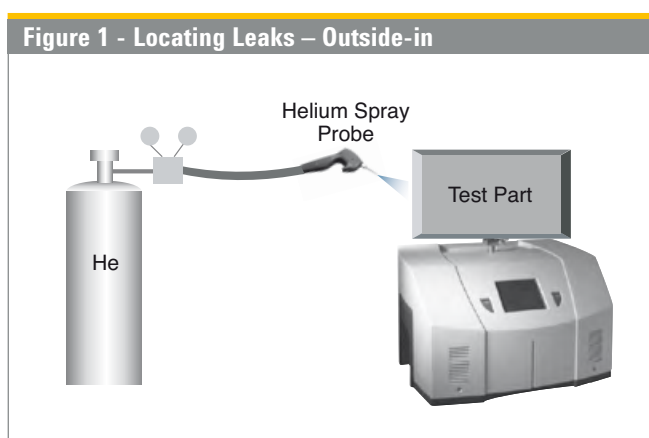 Figure 1 - Locating Leaks – Outside-in
Helium Spray
Probe
Test Part
He